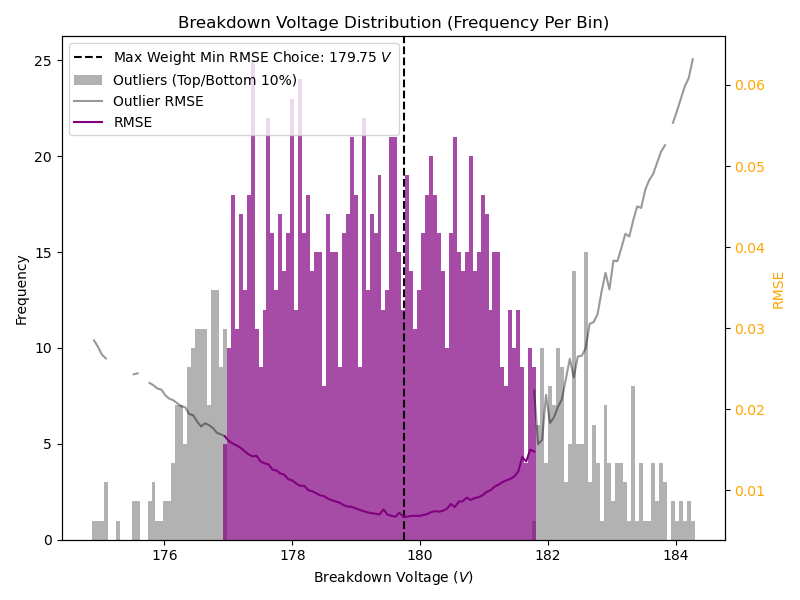 Breakdown Voltage Distribution (Frequency Per Bin)
Max Weight Min RMSE Choice: 179.75 V
Outliers (Top/Bottom 10%)
Outlier RMSE
RMSE
25
20
15
10
5
0
Frequency
0.06
0.05
0.04
0.03
0.02
0.01
RMSE
176
178
180
182
184
Breakdown Voltage (V)